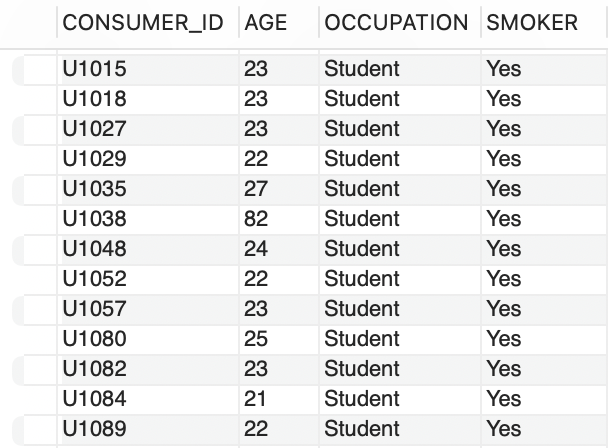 CONSUMER_ID AGE OCCUPATION SMOKER
U1015 23 Student Yes
U1018 23 Student Yes
U1027 23 Student Yes
U1029 22 Student Yes
U1035 27 Student Yes
U1038 82 Student Yes
U1048 24 Student Yes
U1052 22 Student Yes
U1057 23 Student Yes
U1080 25 Student Yes
U1082 23 Student Yes
U1084 21 Student Yes
U1089 22 Student Yes